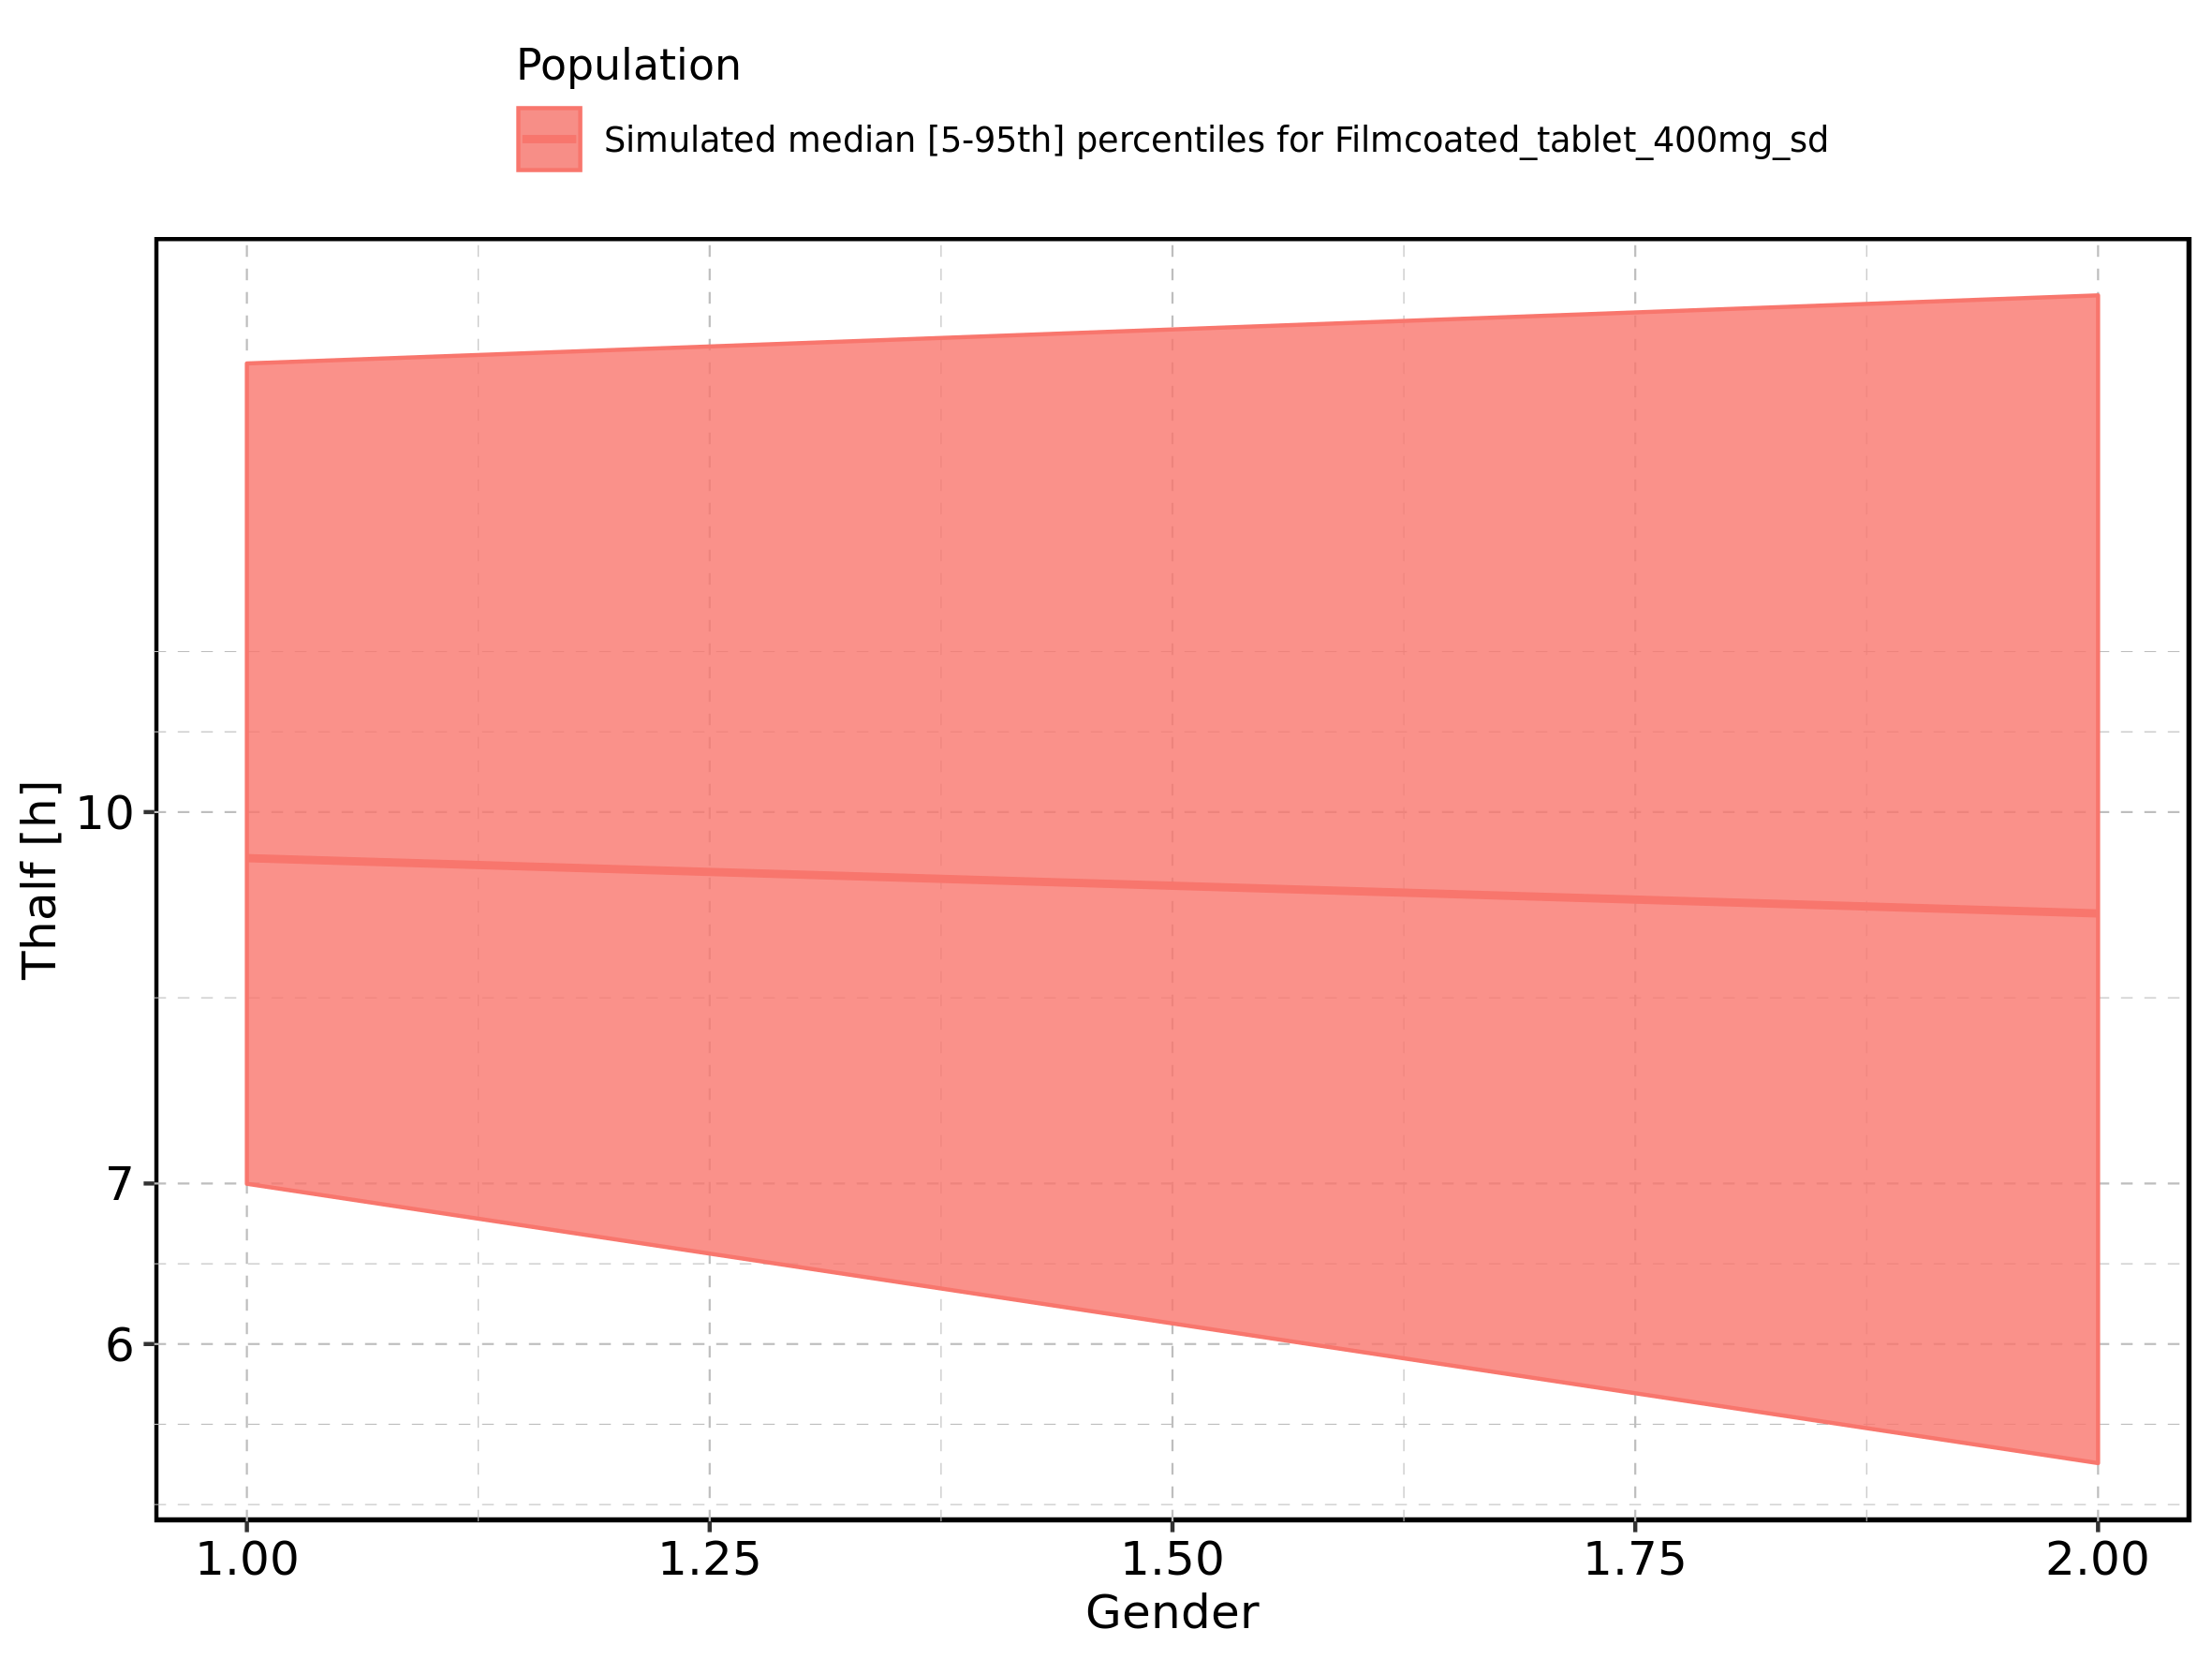 Population
Simulated median [5-95th] percentiles for Filmcoated_tablet_400mg_sd
Thalf [h]
10
7
6
1.00 1.25 1.50 1.75 2.00
Gender